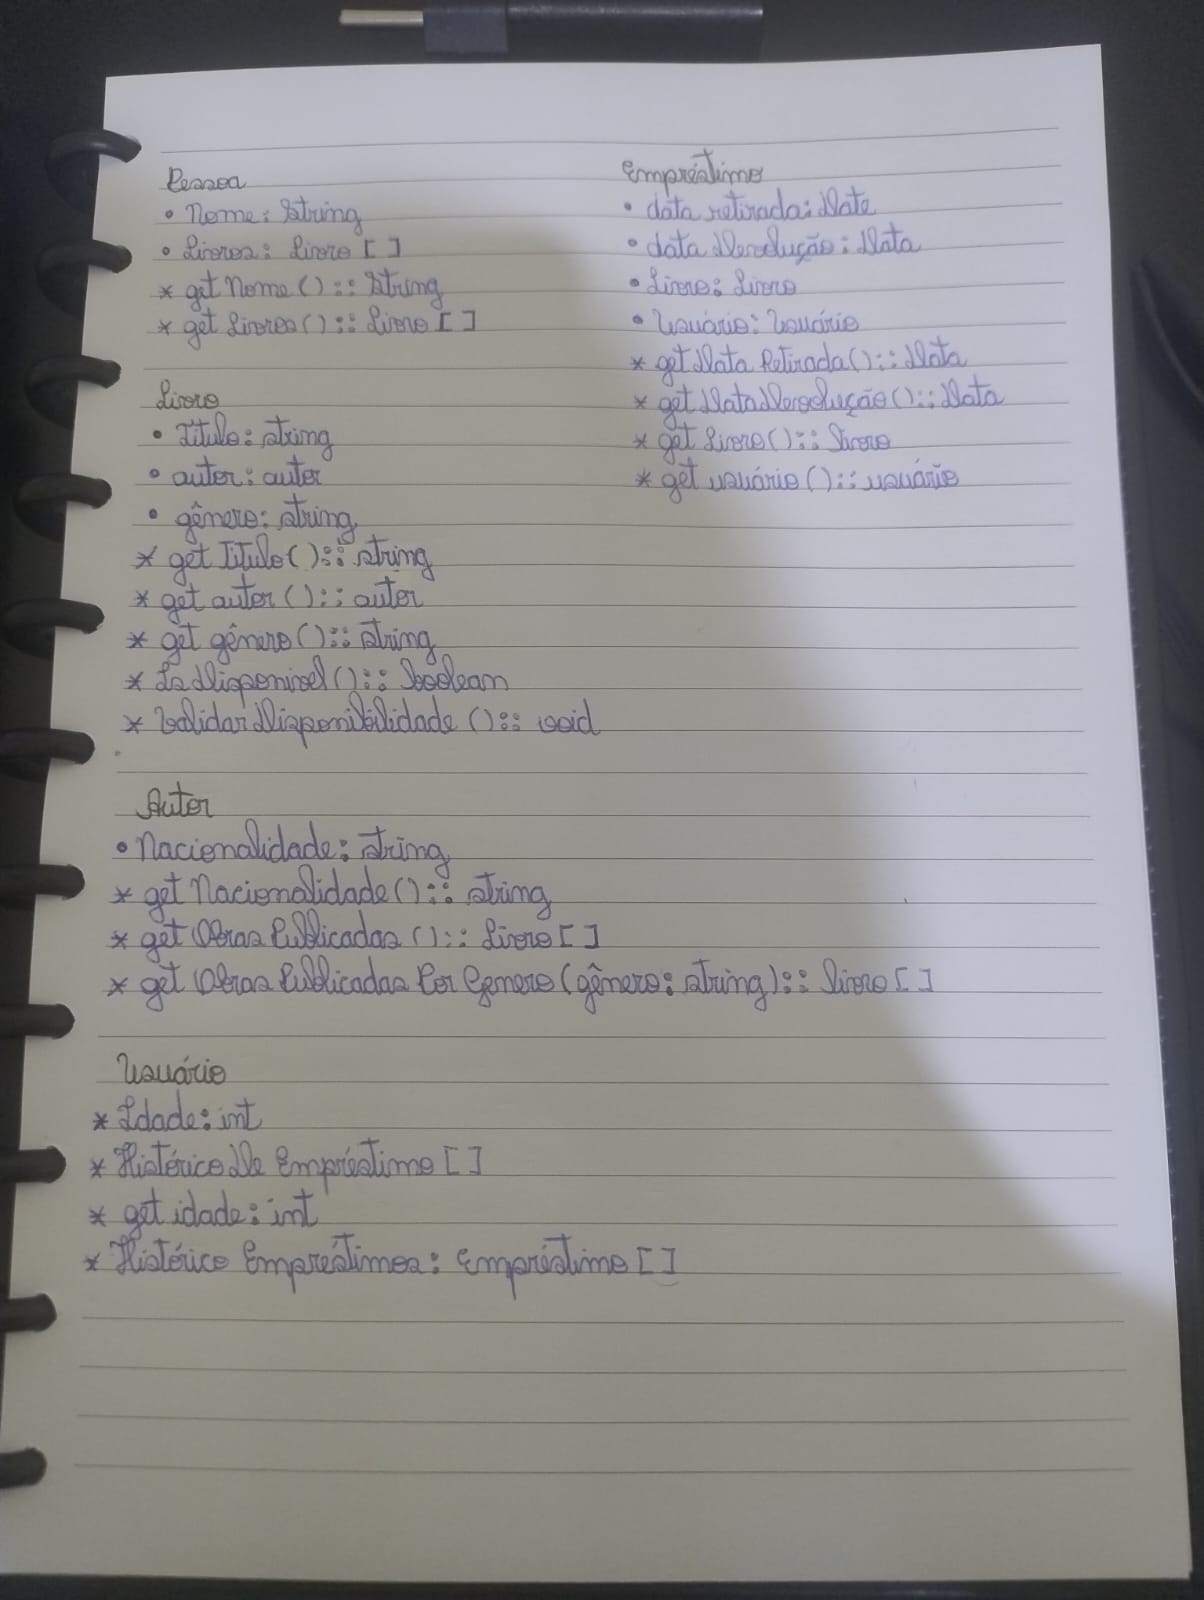 Pessoa
• Nome: String
• Livros: Livro [ ]
* get Nome ( ) :: String
* get Livros( ) :: Livro [ ]
Livro
• Titulo: string
• autor: autor
• gênero: string
* get Titulo( ) :: string
* get autor ( ) :: autor
* get gênero ( ) :: string
* Is Disponivel ( ) :: boolean
* Validar Disponibilidade ( ) :: void
Autor
• Nacionalidade: string
* get Nacionalidade( ) :: string
* get Obras Publicadas ( ) :: Livro [ ]
* get Obras Publicadas Por Genero (gênero: string) :: livro [ ]
Usuário
* Idade: int
* Histórico De Empréstimo [ ]
* get idade: int
* Histórico Empréstimos: Empréstimo [ ]
Empréstimo
• data retirada: Date
• data Devolução: Data
• Livro: Livro
• Usuário: Usuário
* get Data Retirada( ) :: Data
* get Data Devolução( ) :: Data
* get Livro( ) :: Livro
* get usuário ( ) :: usuário